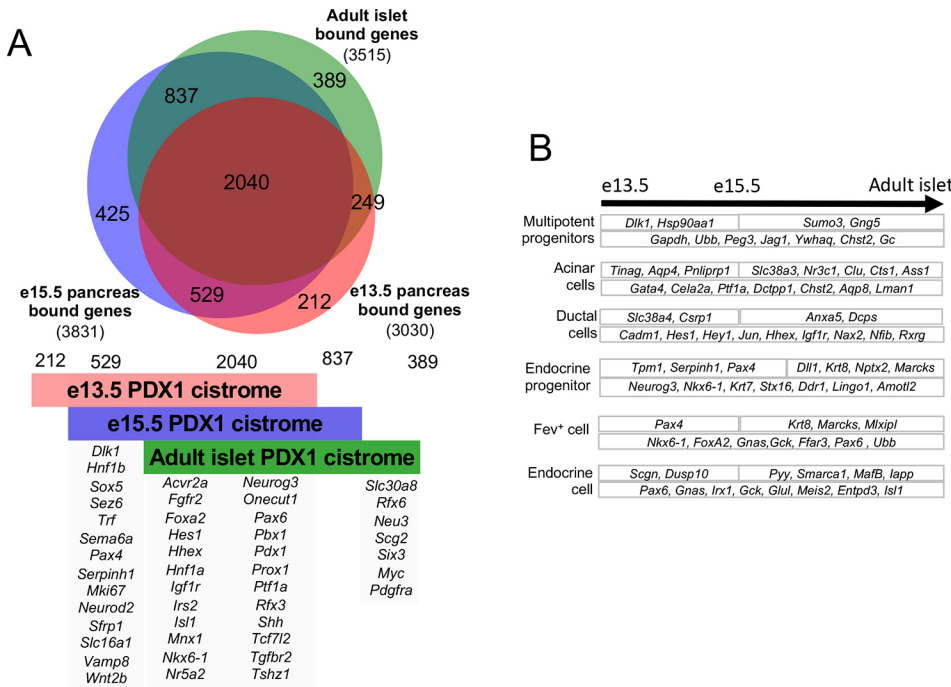 A
Adult islet
bound genes
(3515)
389
837
2040
249
425
529
212
e15.5 pancreas
bound genes
(3831)
e13.5 pancreas
bound genes
(3030)
212 529 2040 837 389
e13.5 PDX1 cistrome
e15.5 PDX1 cistrome
Adult islet PDX1 cistrome
Dlk1
Hnf1b
Sox5
Sez6
Trf
Sema6a
Pax4
Serpinh1
Mki67
Neurod2
Sfrp1
Slc16a1
Vamp8
Wnt2b
Acvr2a
Fgfr2
Foxa2
Hes1
Hhex
Hnf1a
Igf1r
Irs2
Isl1
Mnx1
Nkx6-1
Nr5a2
Neurog3
Onecut1
Pax6
Pbx1
Pdx1
Prox1
Ptf1a
Rfx3
Shh
Tcf7l2
Tgfbr2
Tshz1
Slc30a8
Rfx6
Neu3
Scg2
Six3
Myc
Pdgfra
B
e13.5 e15.5 Adult islet
Multipotent
progenitors
Dlk1, Hsp90aa1
Sumo3, Gng5
Gapdh, Ubb, Peg3, Jag1, Ywhaq, Chst2, Gc
Acinar
cells
Tinag, Aqp4, Pnliprp1
Slc38a3, Nr3c1, Clu, Cts1, Ass1
Gata4, Cela2a, Ptf1a, Dctpp1, Chst2, Aqp8, Lman1
Ductal
cells
Slc38a4, Csrp1
Anxa5, Dcps
Cadm1, Hes1, Hey1, Jun, Hhex, Igf1r, Nax2, Nfib, Rxrg
Endocrine
progenitor
Tpm1, Serpinh1, Pax4
Dll1, Krt8, Nptx2, Marcks
Neurog3, Nkx6-1, Krt7, Stx16, Ddr1, Lingo1, Amotl2
Fev⁺ cell
Pax4
Krt8, Marcks, Mlxipl
Nkx6-1, FoxA2, Gnas,Gck, Ffar3, Pax6 , Ubb
Endocrine
cell
Scgn, Dusp10
Pyy, Smarca1, MafB, Iapp
Pax6, Gnas, Irx1, Gck, Glul, Meis2, Entpd3, Isl1